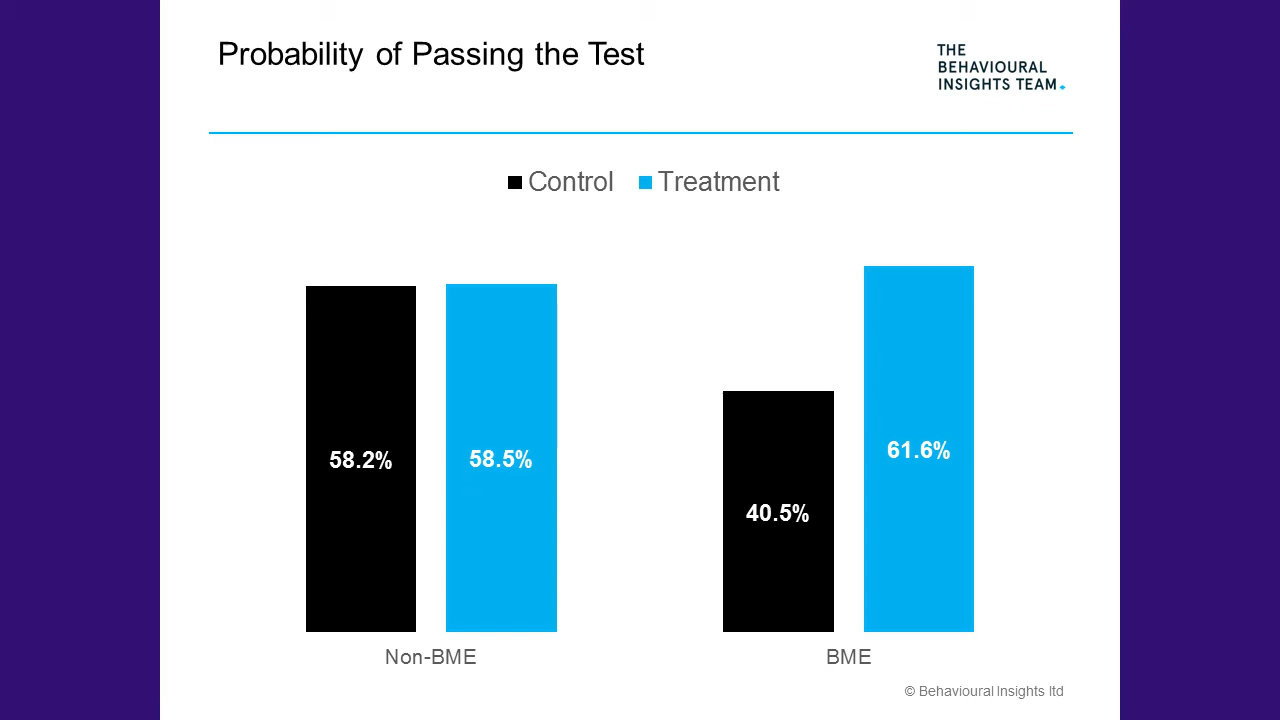 Probability of Passing the Test
THE
BEHAVIOURAL
INSIGHTS TEAM
Control Treatment
58.2% 58.5% 40.5% 61.6%
Non-BME BME
© Behavioural Insights ltd